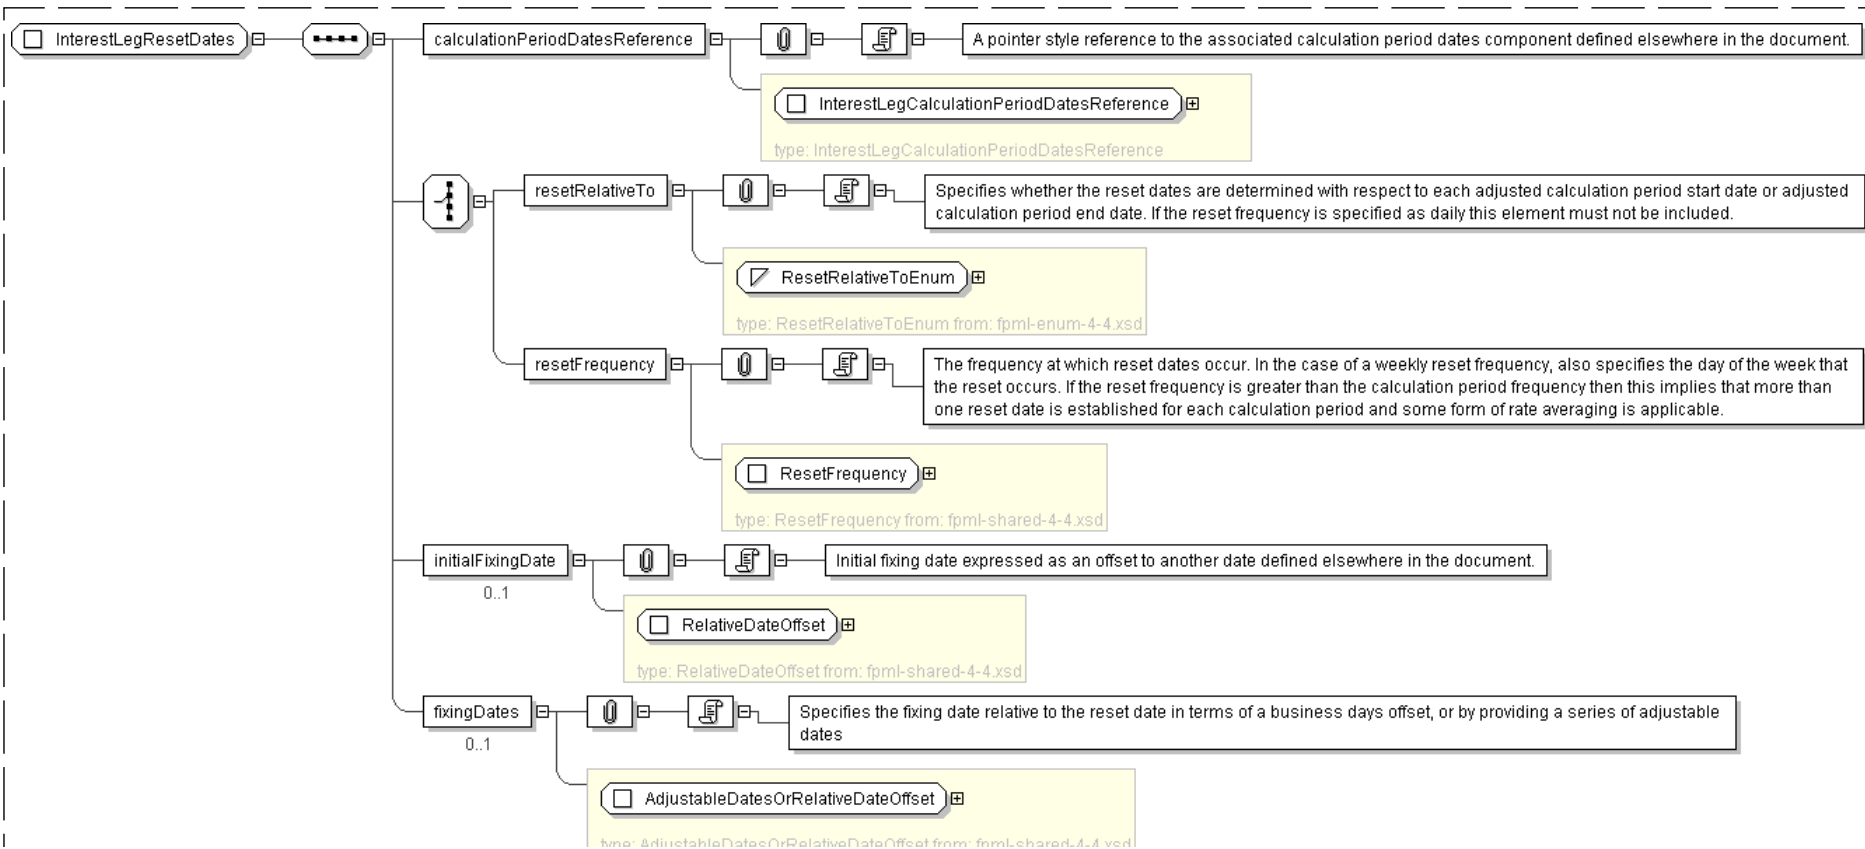 InterestLegResetDates
calculationPeriodDatesReference
A pointer style reference to the associated calculation period dates component defined elsewhere in the document.
InterestLegCalculationPeriodDatesReference
type: InterestLegCalculationPeriodDatesReference
resetRelativeTo
Specifies whether the reset dates are determined with respect to each adjusted calculation period start date or adjusted
calculation period end date. If the reset frequency is specified as daily this element must not be included.
ResetRelativeToEnum
type: ResetRelativeToEnum from: fpml-enum-4-4.xsd
resetFrequency
The frequency at which reset dates occur. In the case of a weekly reset frequency, also specifies the day of the week that
the reset occurs. If the reset frequency is greater than the calculation period frequency then this implies that more than
one reset date is established for each calculation period and some form of rate averaging is applicable.
ResetFrequency
type: ResetFrequency from: fpml-shared-4-4.xsd
initialFixingDate
0..1
Initial fixing date expressed as an offset to another date defined elsewhere in the document.
RelativeDateOffset
type: RelativeDateOffset from: fpml-shared-4-4.xsd
fixingDates
0..1
Specifies the fixing date relative to the reset date in terms of a business days offset, or by providing a series of adjustable
dates
AdjustableDatesOrRelativeDateOffset
type: AdjustableDatesOrRelativeDateOffset from: fpml-shared-4-4.xsd